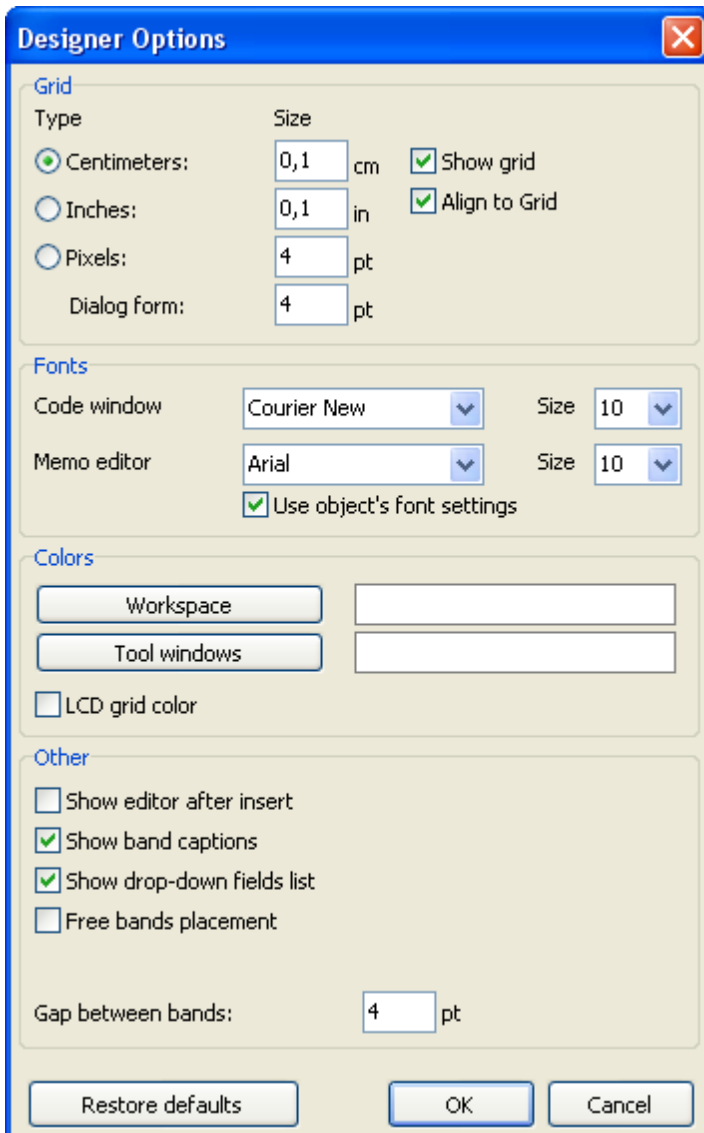 Designer Options
Grid
Type Size
Centimeters: 0,1 cm Show grid
Inches: 0,1 in Align to Grid
Pixels: 4 pt
Dialog form: 4 pt
Fonts
Code window Courier New Size 10
Memo editor Arial Size 10
Use object's font settings
Colors
Workspace
Tool windows
LCD grid color
Other
Show editor after insert
Show band captions
Show drop-down fields list
Free bands placement
Gap between bands: 4 pt
Restore defaults OK Cancel